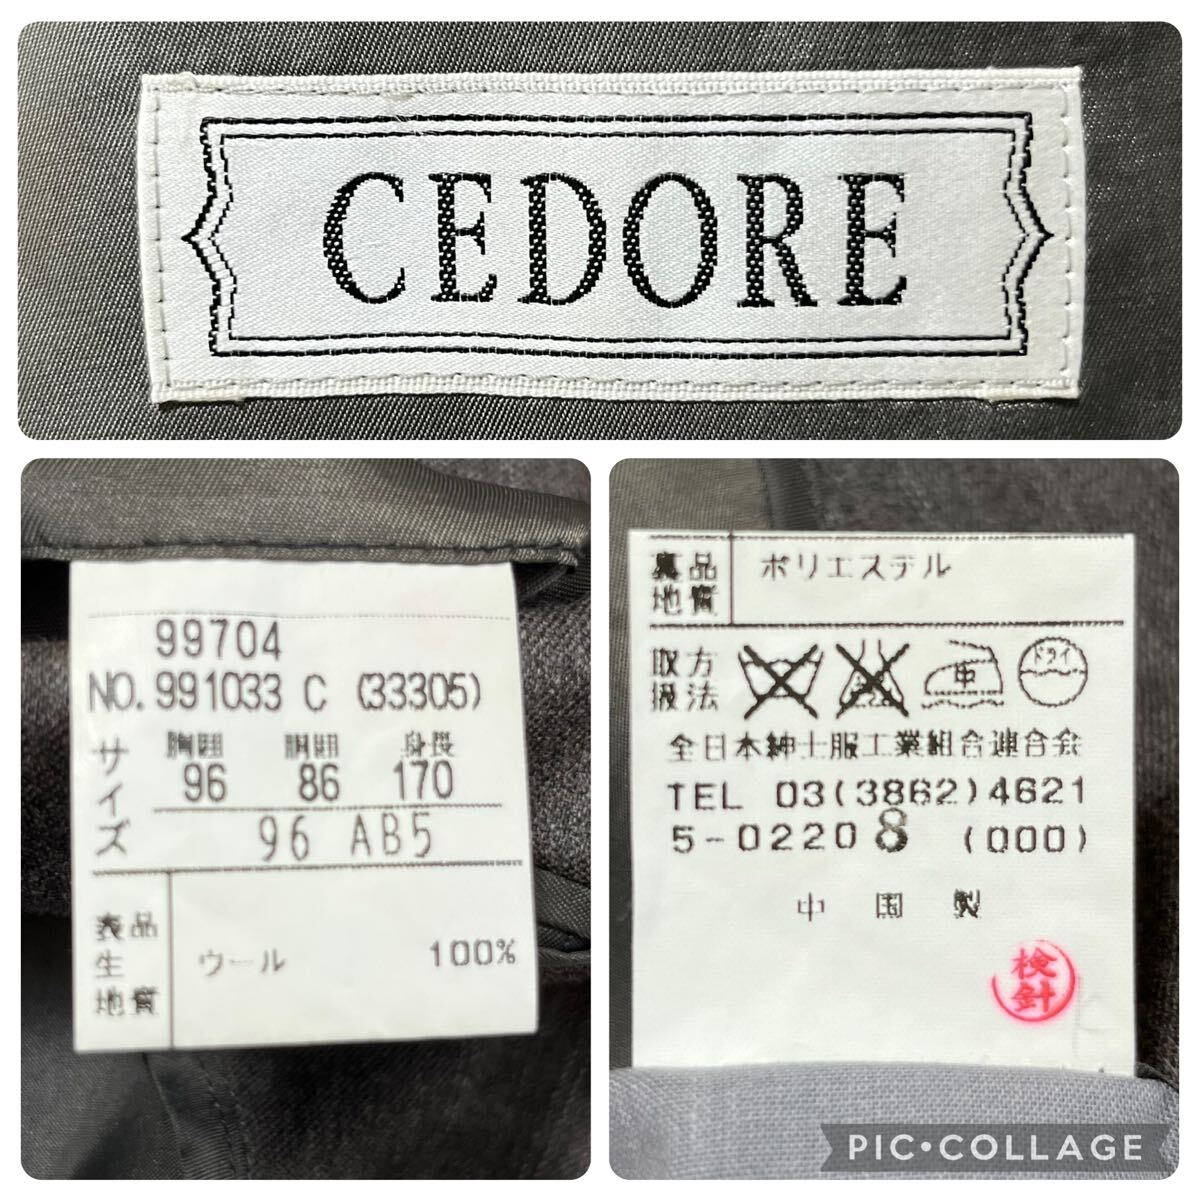 CEDORE
99704
NO. 991033 C (33305)
サイズ
胸囲 胴囲 身長
96 86 170
96 AB5
表生地 品質
ウール 100%
裏地 品質
ポリエステル
取扱 方法
中 ドライ
全日本紳士服工業組合連合会
TEL 03(3862)4621
5-02208 (000)
中国製
検針
PIC•COLLAGE